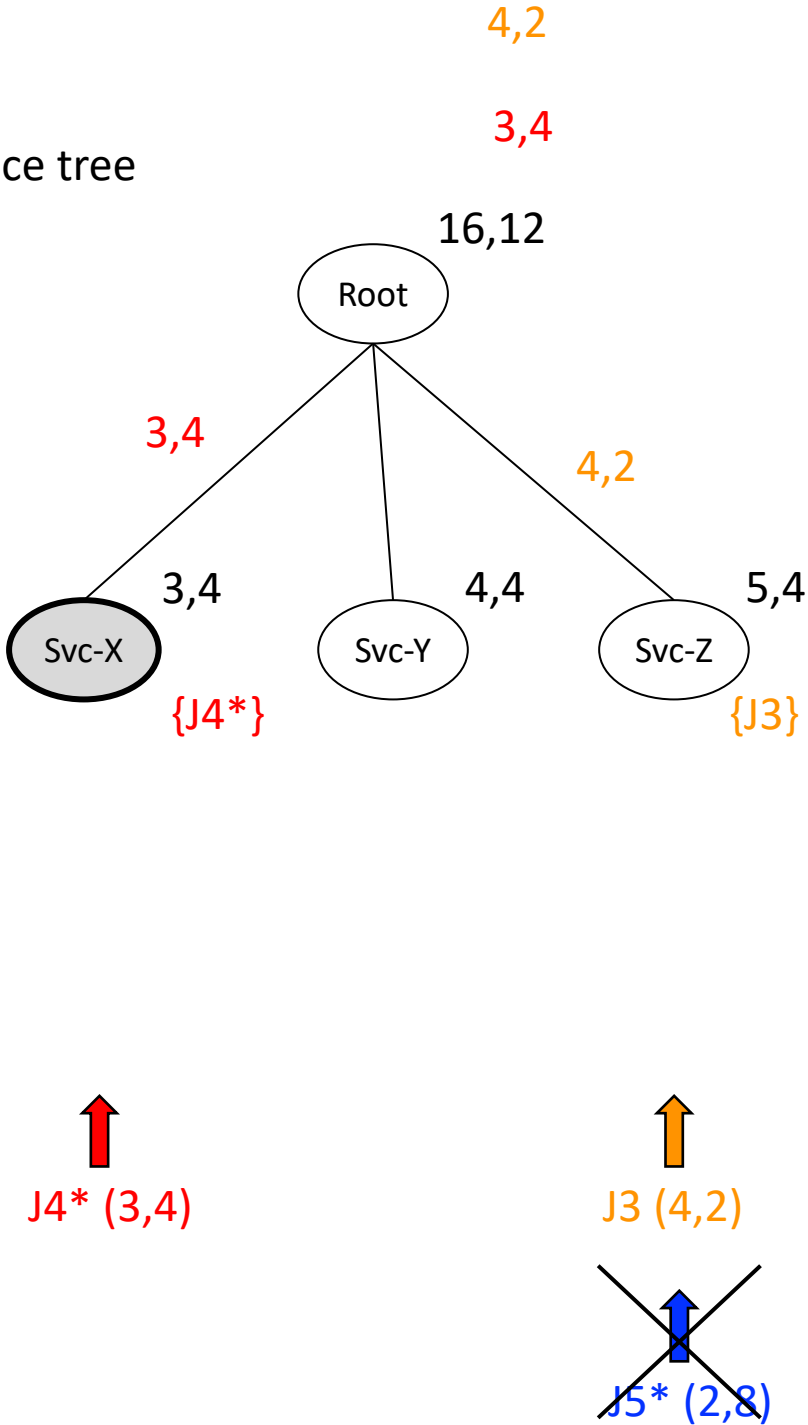 4,2
3,4
ce tree
16,12
Root
3,4
4,2
3,4
4,4
5,4
Svc-X
Svc-Y
Svc-Z
{J4*}
{J3}
J4* (3,4)
J3 (4,2)
J5* (2,8)